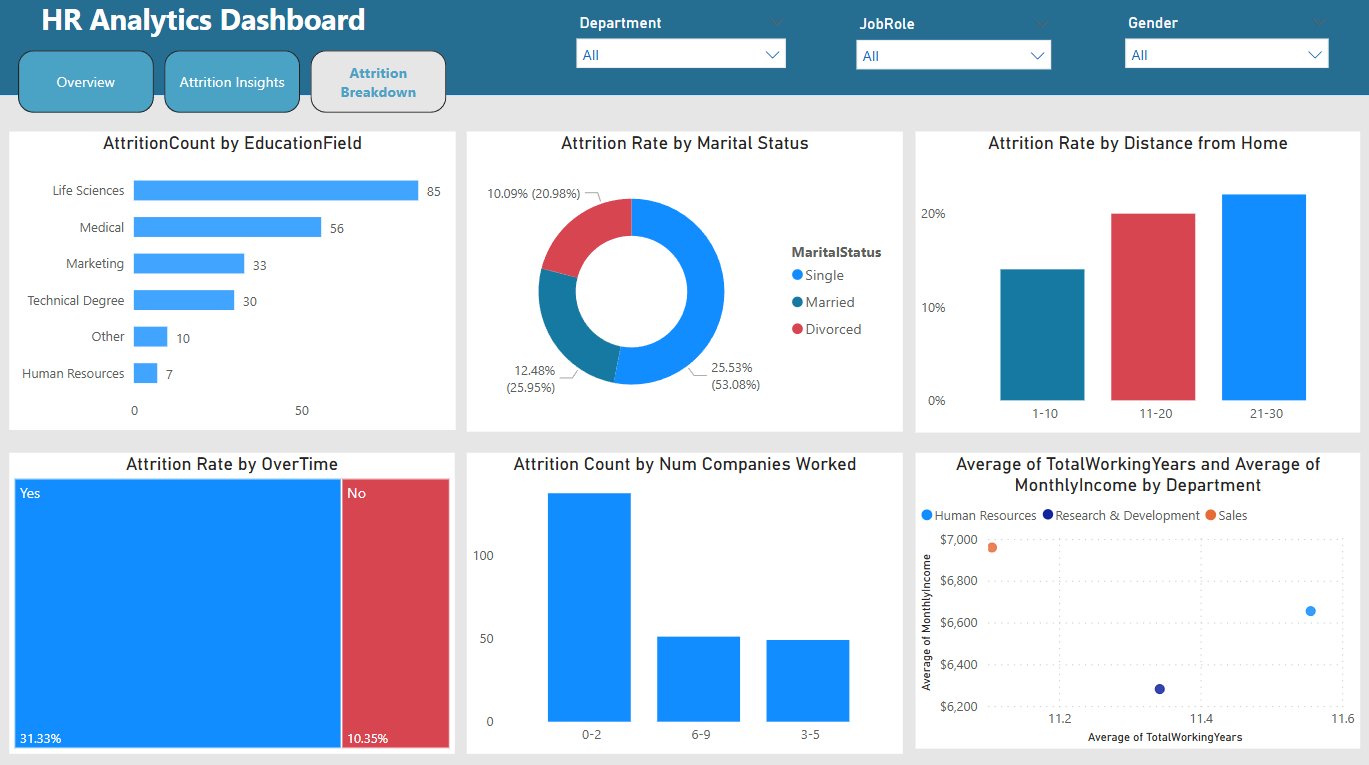 HR Analytics Dashboard
Department
All
JobRole
All
Gender
All
Overview
Attrition Insights
Attrition
Breakdown
AttritionCount by EducationField
Life Sciences
85
Medical
56
Marketing
33
Technical Degree
30
Other
10
Human Resources
7
0
50
Attrition Rate by Marital Status
10.09% (20.98%)
12.48%
(25.95%)
25.53%
(53.08%)
MaritalStatus
Single
Married
Divorced
Attrition Rate by Distance from Home
20%
10%
0%
1-10
11-20
21-30
Attrition Rate by OverTime
Yes
No
31.33%
10.35%
Attrition Count by Num Companies Worked
100
50
0
0-2
6-9
3-5
Average of TotalWorkingYears and Average of
MonthlyIncome by Department
Human Resources
Research & Development
Sales
Average of MonthlyIncome
$7,000
$6,800
$6,600
$6,400
$6,200
11.2
11.4
11.6
Average of TotalWorkingYears